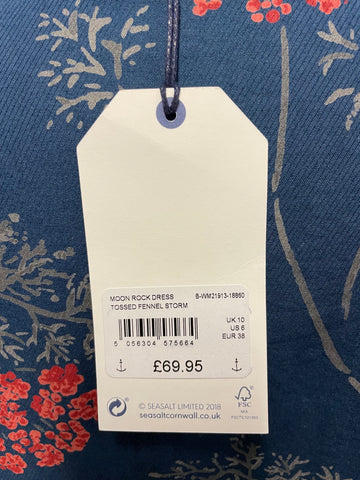 MOON ROCK DRESS B-WM21913-18860
TOSSED FENNEL STORM
UK 10
US 6
EUR 38
5 056304 575664
£69.95
© SEASALT LIMITED 2018
seasaltcornwall.co.uk
FSC
MIX